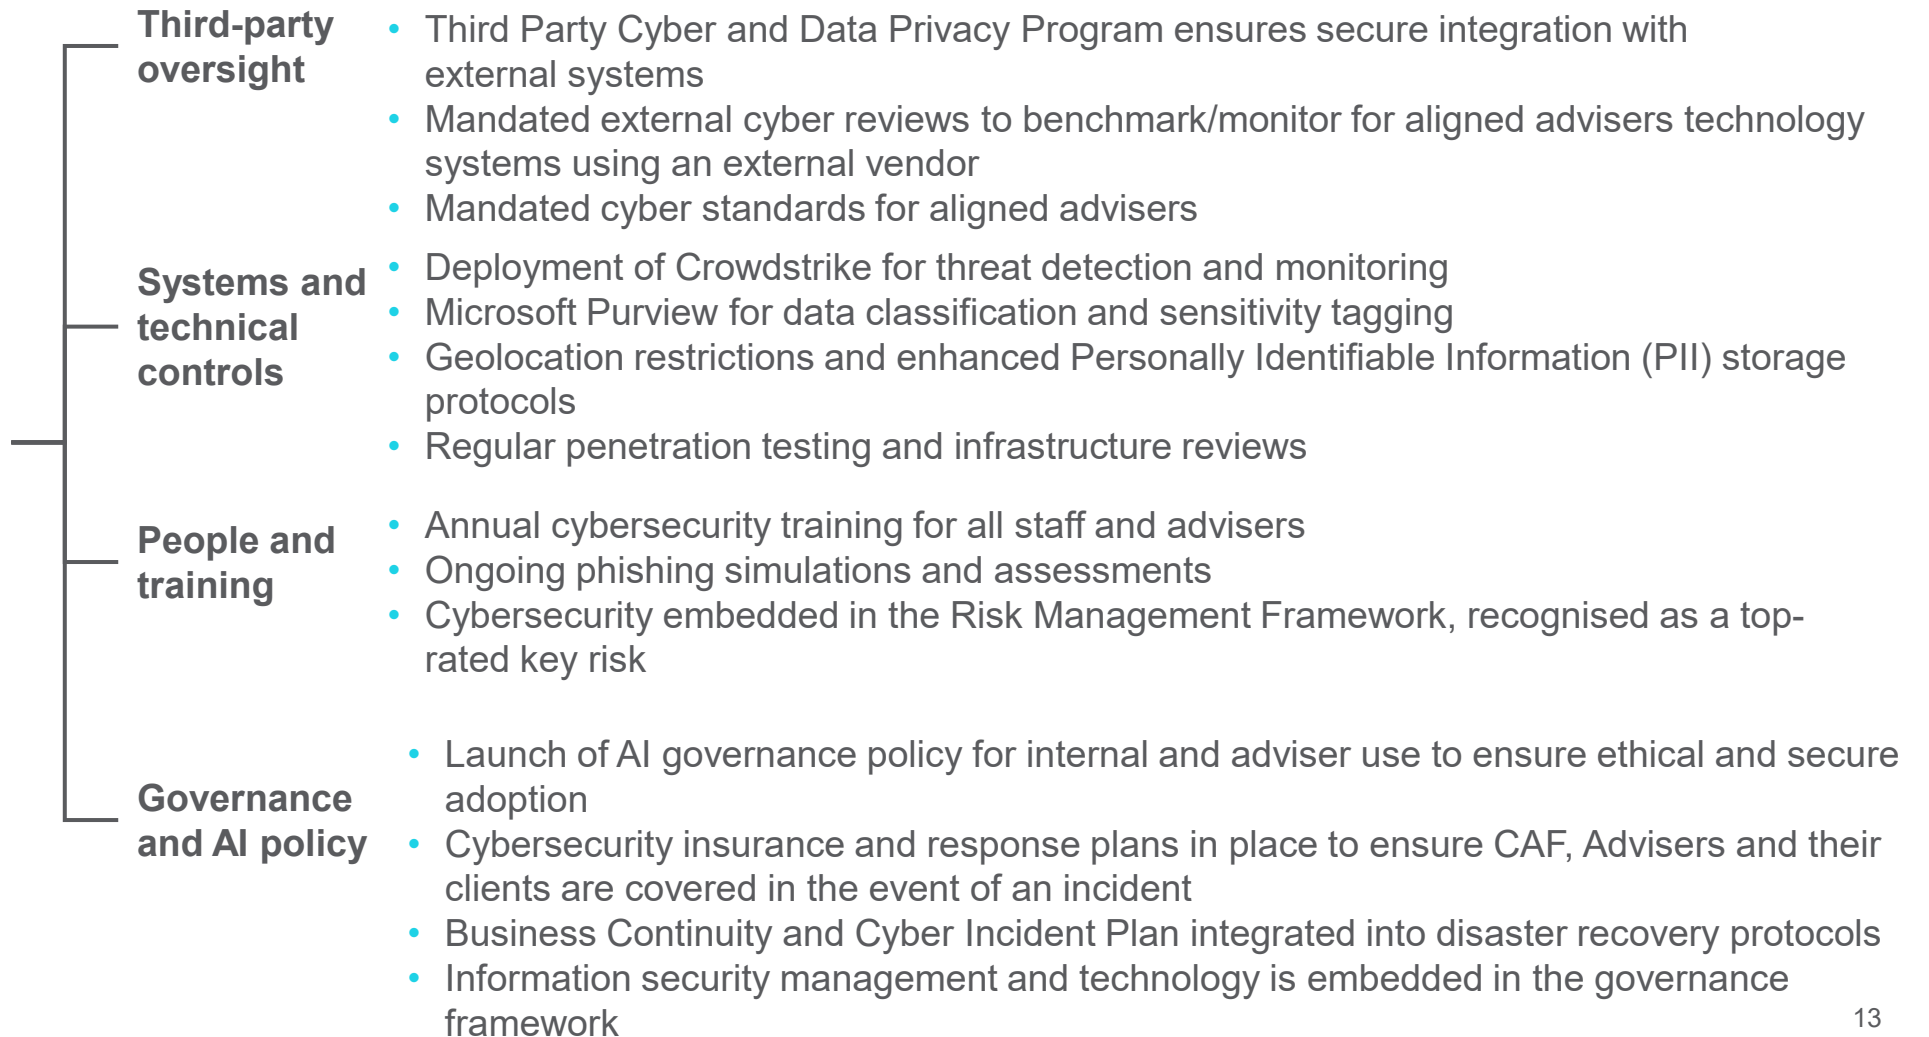 Third-party
oversight
• Third Party Cyber and Data Privacy Program ensures secure integration with
external systems
• Mandated external cyber reviews to benchmark/monitor for aligned advisers technology
systems using an external vendor
• Mandated cyber standards for aligned advisers
Systems and
technical
controls
• Deployment of Crowdstrike for threat detection and monitoring
• Microsoft Purview for data classification and sensitivity tagging
• Geolocation restrictions and enhanced Personally Identifiable Information (PII) storage
protocols
• Regular penetration testing and infrastructure reviews
People and
training
• Annual cybersecurity training for all staff and advisers
• Ongoing phishing simulations and assessments
• Cybersecurity embedded in the Risk Management Framework, recognised as a top-
rated key risk
Governance
and AI policy
• Launch of AI governance policy for internal and adviser use to ensure ethical and secure
adoption
• Cybersecurity insurance and response plans in place to ensure CAF, Advisers and their
clients are covered in the event of an incident
• Business Continuity and Cyber Incident Plan integrated into disaster recovery protocols
• Information security management and technology is embedded in the governance
framework
13